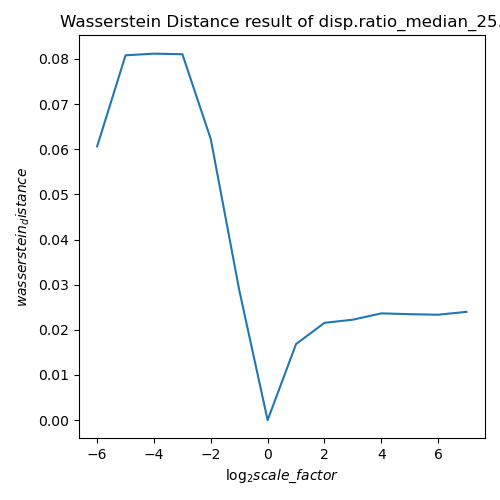 Wasserstein Distance result of disp.ratio_median_25.
0.08
0.07
0.06
0.05
0.04
0.03
0.02
0.01
0.00
wasserstein_distance
−6 −4 −2 0 2 4 6
log₂scale_factor